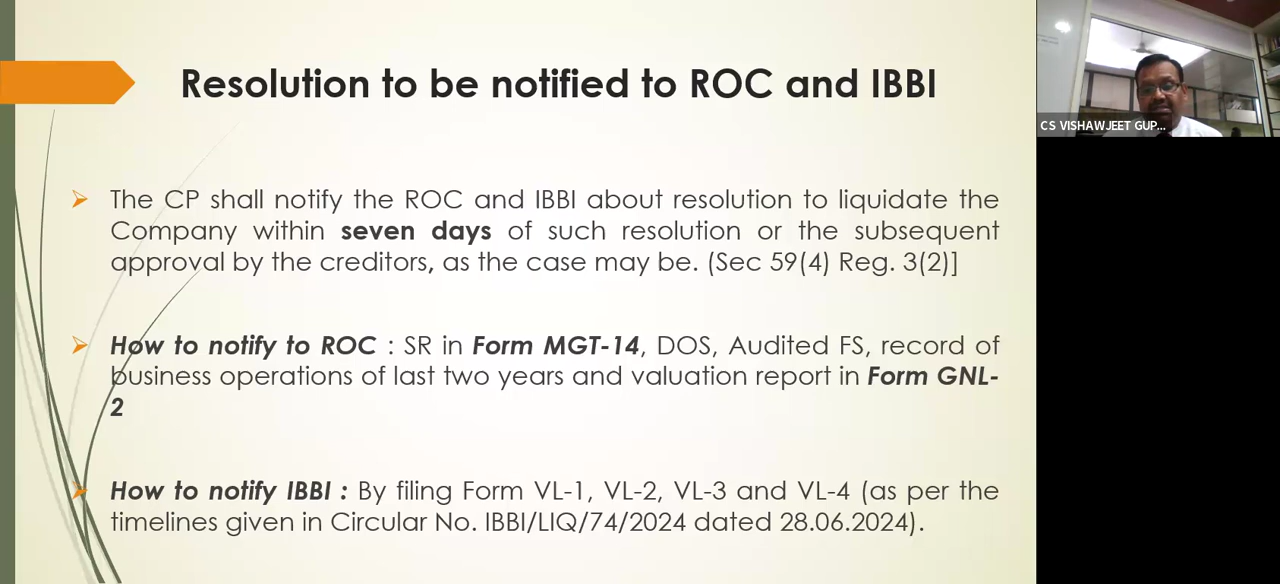 Resolution to be notified to ROC and IBBI
CS VISHAWJEET GUP...
The CP shall notify the ROC and IBBI about resolution to liquidate the
Company within seven days of such resolution or the subsequent
approval by the creditors, as the case may be. (Sec 59(4) Reg. 3(2)]
How to notify to ROC : SR in Form MGT-14, DOS, Audited FS, record of
business operations of last two years and valuation report in Form GNL-
2
How to notify IBBI : By filing Form VL-1, VL-2, VL-3 and VL-4 (as per the
timelines given in Circular No. IBBI/LIQ/74/2024 dated 28.06.2024).